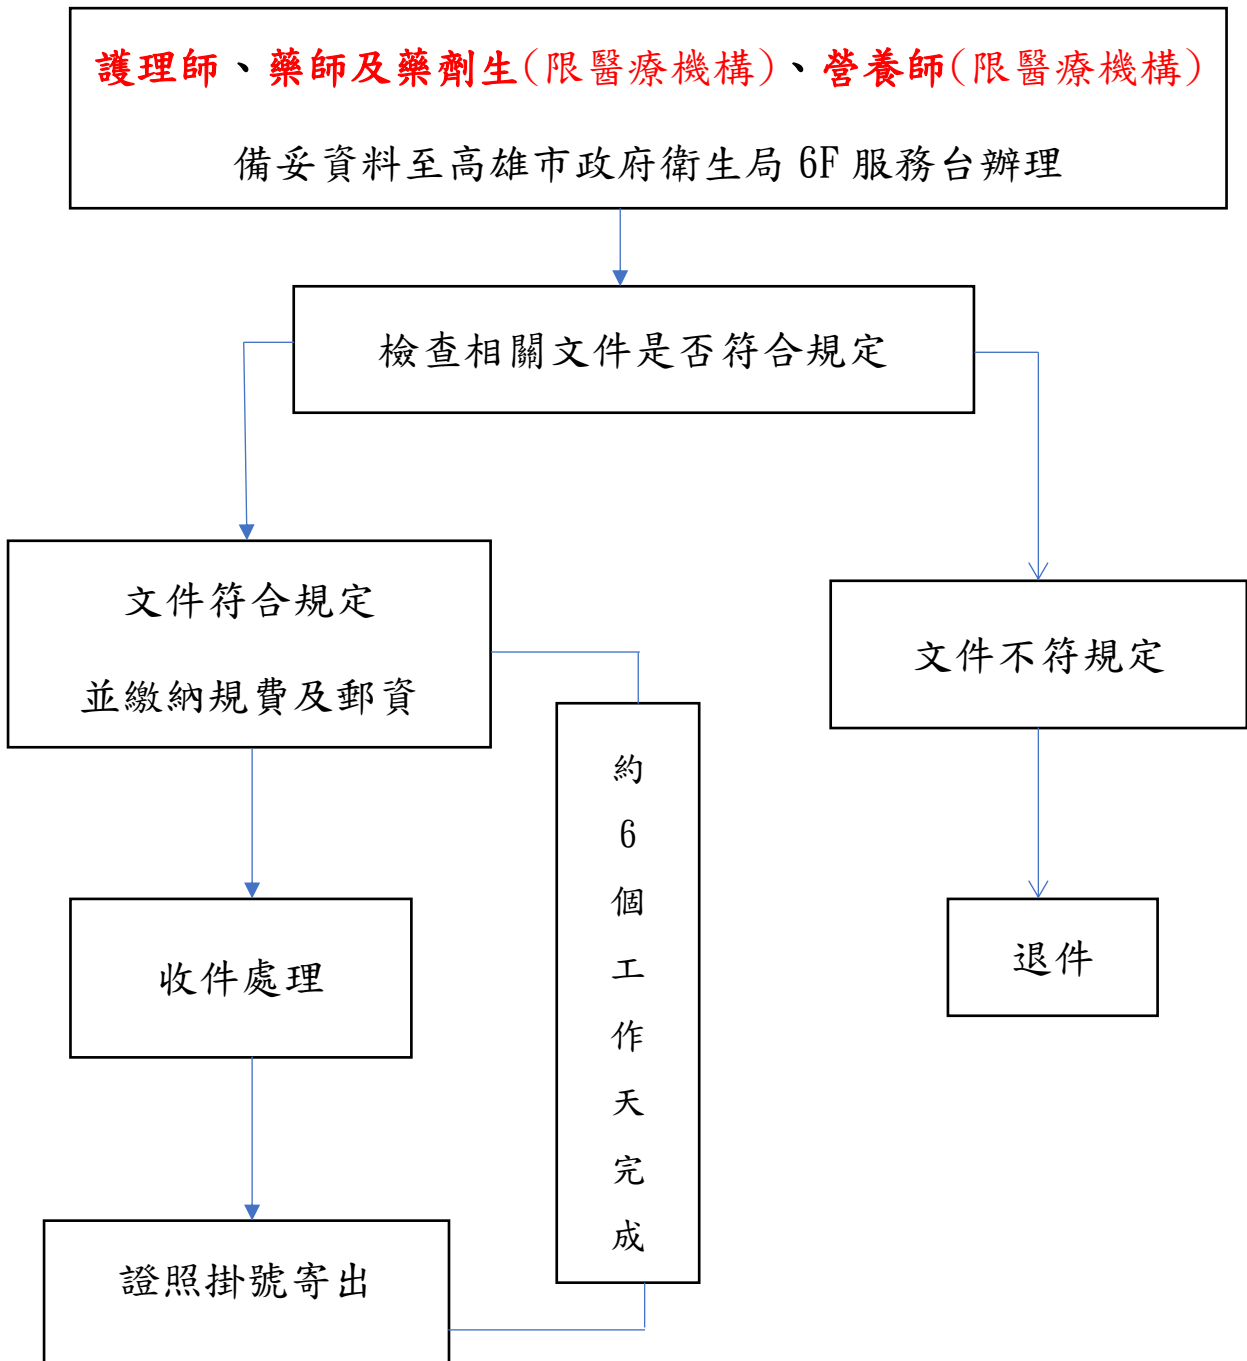 護理師、藥師及藥劑生(限醫療機構)、營養師(限醫療機構)
備妥資料至高雄市政府衛生局 6F 服務台辦理
檢查相關文件是否符合規定
文件符合規定
並繳納規費及郵資
文件不符規定
約
6
個
工
作
天
完
成
收件處理
退件
證照掛號寄出